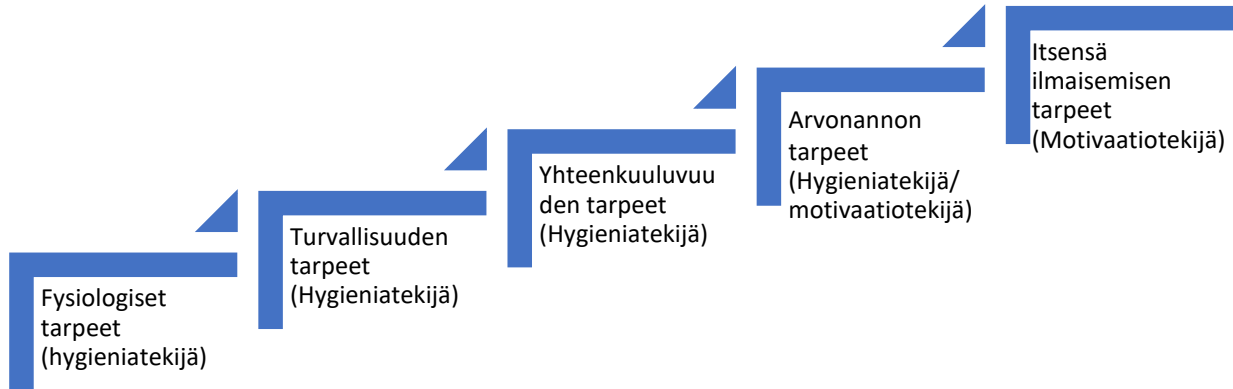 Fysiologiset
tarpeet
(hygieniatekijä)
Turvallisuuden
tarpeet
(Hygieniatekijä)
Yhteenkuuluvuu
den tarpeet
(Hygieniatekijä)
Arvonannon
tarpeet
(Hygieniatekijä/
motivaatiotekijä)
Itsensä
ilmaisemisen
tarpeet
(Motivaatiotekijä)